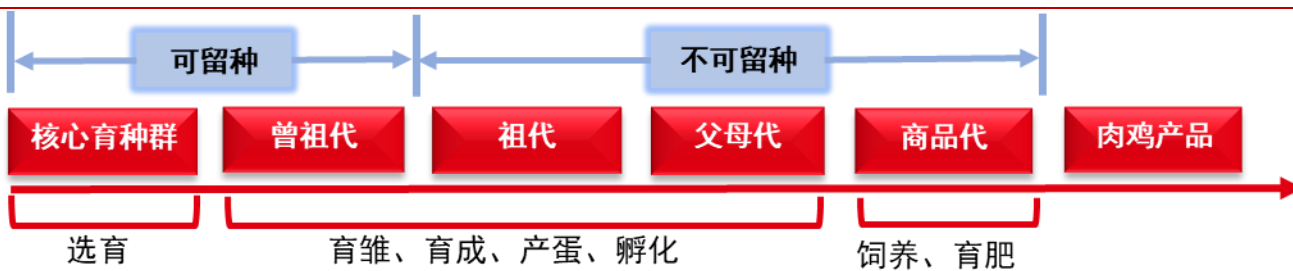 可留种 不可留种
核心育种群 曾祖代 祖代 父母代 商品代 肉鸡产品
选育 育雏、育成、产蛋、孵化 饲养、育肥